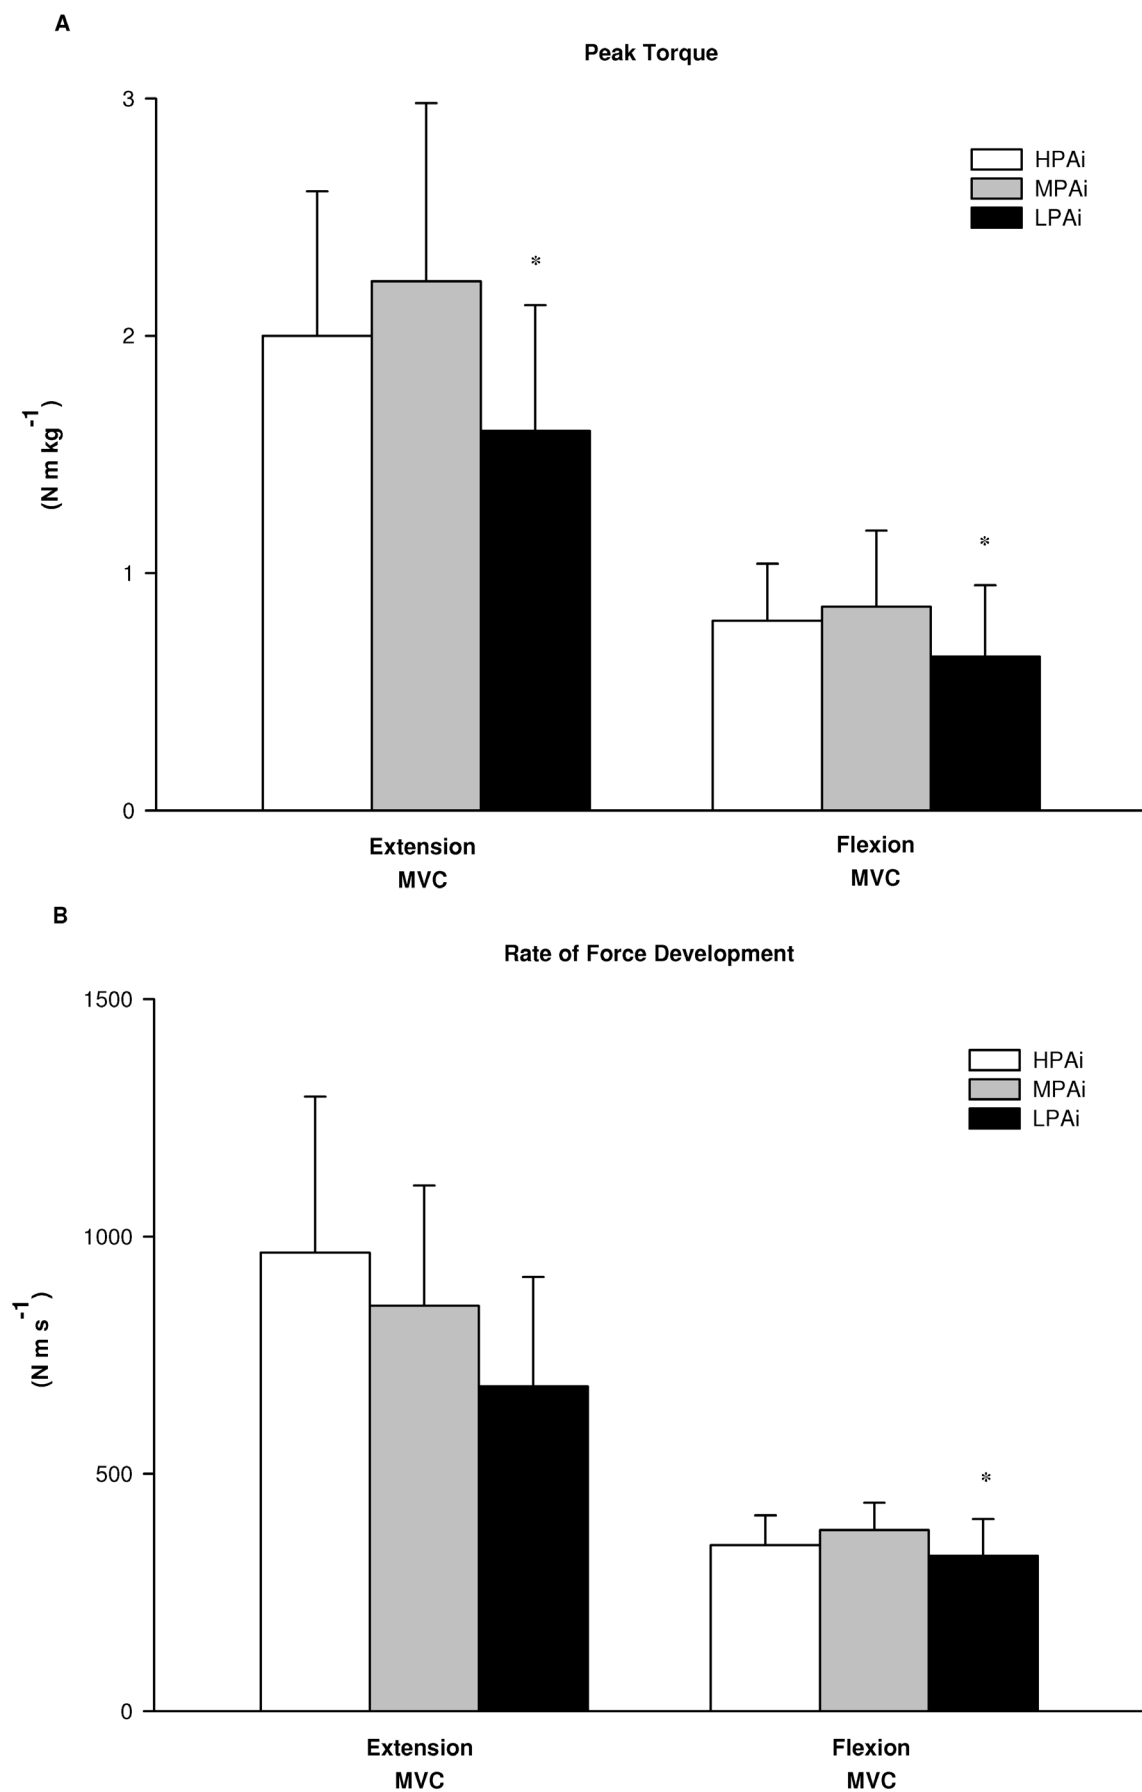 A
Peak Torque
3
2
1
0
(N m kg-1)
HPAi
MPAi
LPAi
*
*
Extension
MVC
Flexion
MVC
B
Rate of Force Development
1500
1000
500
0
(N m s-1)
HPAi
MPAi
LPAi
*
Extension
MVC
Flexion
MVC